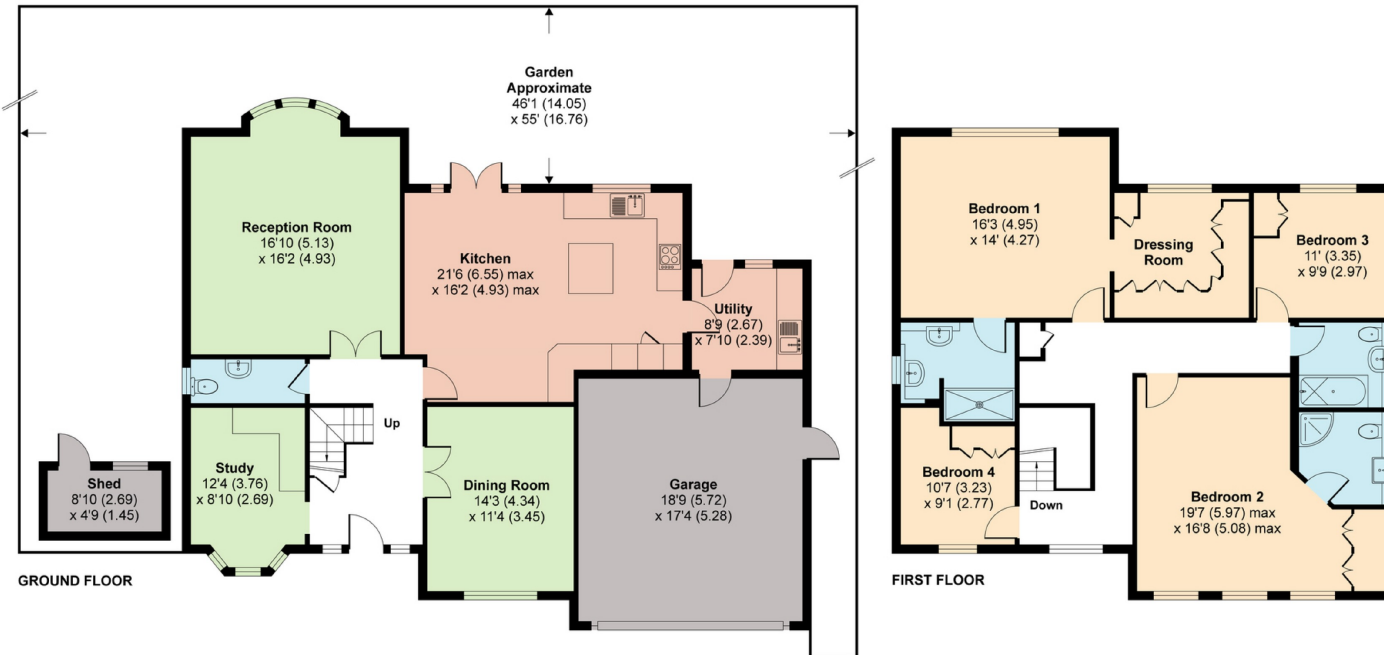 Garden
Approximate
46'1 (14.05)
x 55' (16.76)
Reception Room
16'10 (5.13)
x 16'2 (4.93)
Kitchen
21'6 (6.55) max
x 16'2 (4.93) max
Utility
8'9 (2.67)
x 7'10 (2.39)
Up
Study
12'4 (3.76)
x 8'10 (2.69)
Shed
8'10 (2.69)
x 4'9 (1.45)
Dining Room
14'3 (4.34)
x 11'4 (3.45)
Garage
18'9 (5.72)
x 17'4 (5.28)
GROUND FLOOR
Bedroom 1
16'3 (4.95)
x 14' (4.27)
Dressing
Room
Bedroom 3
11' (3.35)
x 9'9 (2.97)
Bedroom 4
10'7 (3.23)
x 9'1 (2.77)
Down
Bedroom 2
19'7 (5.97) max
x 16'8 (5.08) max
FIRST FLOOR